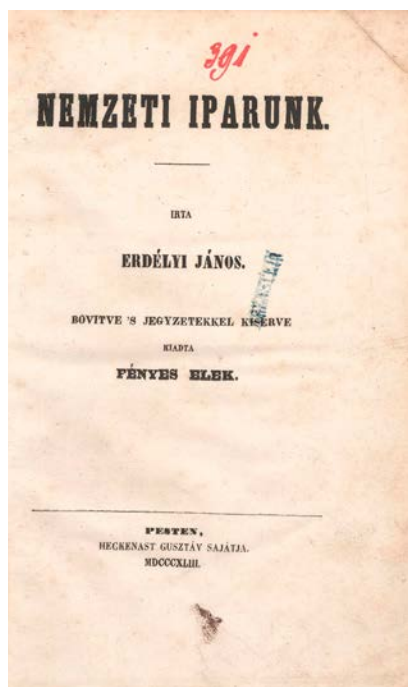 391
NEMZETI IPARUNK.
IRTA
ERDÉLYI JÁNOS.
BŐVITVE 'S JEGYZETEKKEL KISÉRVE
KIADTA
FÉNYES ELEK.
PESTEN,
HECKENAST GUSZTÁV SAJÁTJA.
MDCCCXLIII.